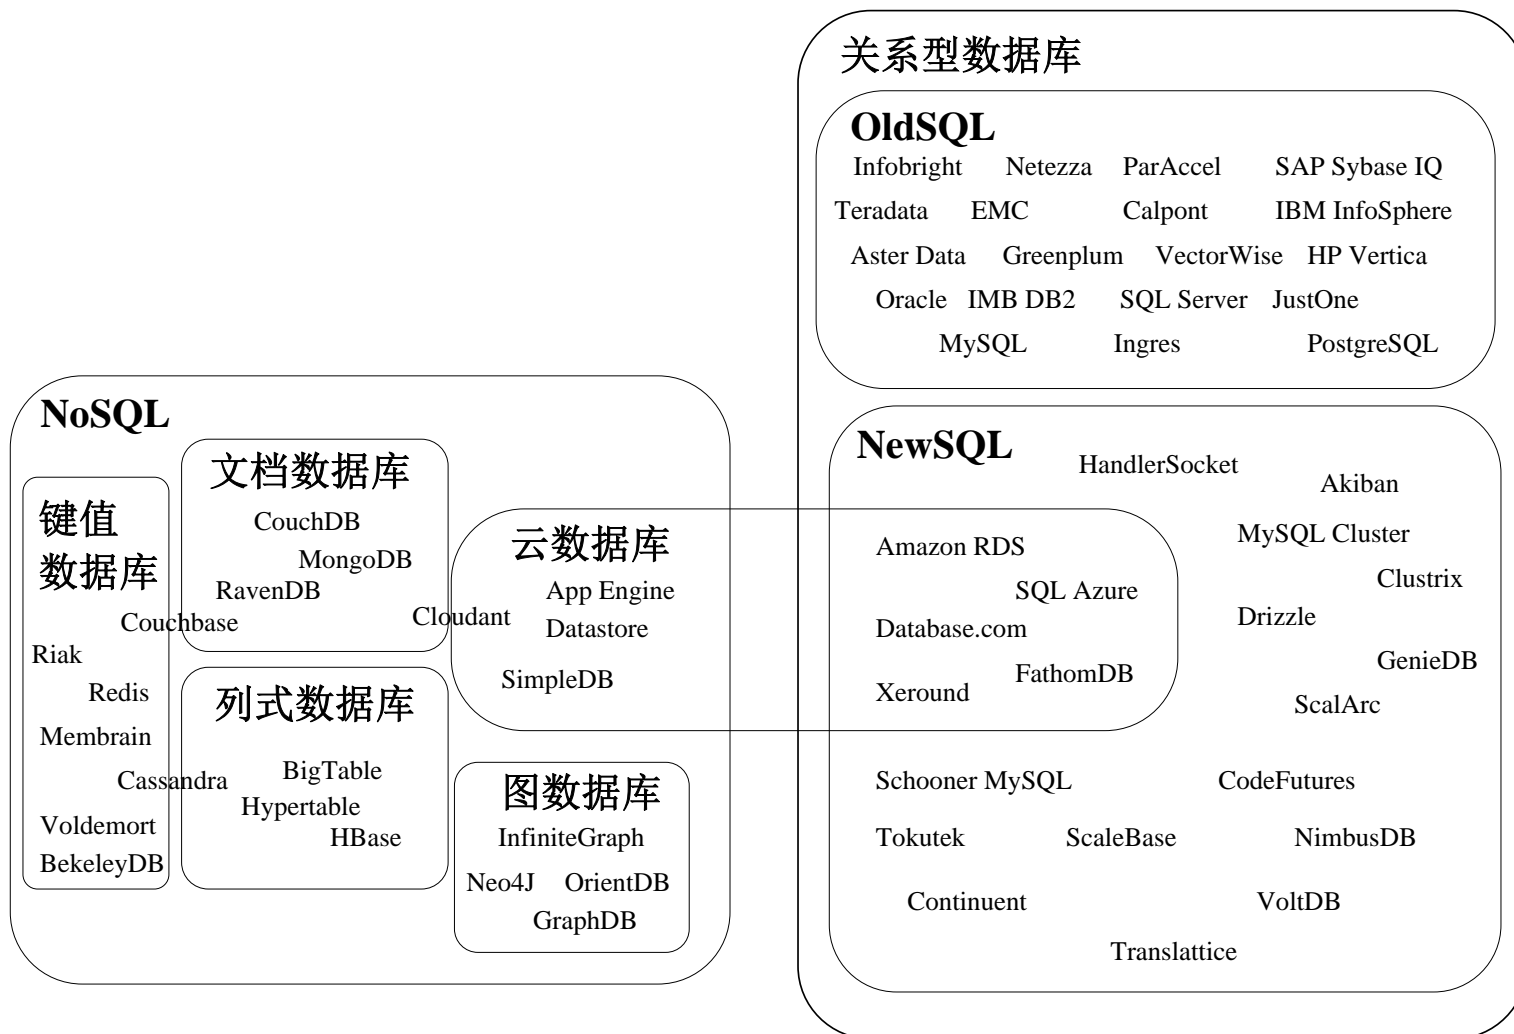 关系型数据库
OldSQL
Infobright Netezza ParAccel SAP Sybase IQ
Teradata EMC Calpont IBM InfoSphere
Aster Data Greenplum VectorWise HP Vertica
Oracle IMB DB2 SQL Server JustOne
MySQL Ingres PostgreSQL
NoSQL
键值
数据库
Couchbase
Riak
Redis
Membrain
Cassandra
Voldemort
BekeleyDB
文档数据库
CouchDB
MongoDB
RavenDB
Cloudant
列式数据库
BigTable
Hypertable
HBase
云数据库
App Engine
Datastore
SimpleDB
图数据库
InfiniteGraph
Neo4J OrientDB
GraphDB
NewSQL
HandlerSocket
Akiban
Amazon RDS
MySQL Cluster
SQL Azure
Clustrix
Database.com
Drizzle
FathomDB
GenieDB
Xeround
ScalArc
Schooner MySQL CodeFutures
Tokutek ScaleBase NimbusDB
Continuent VoltDB
Translattice